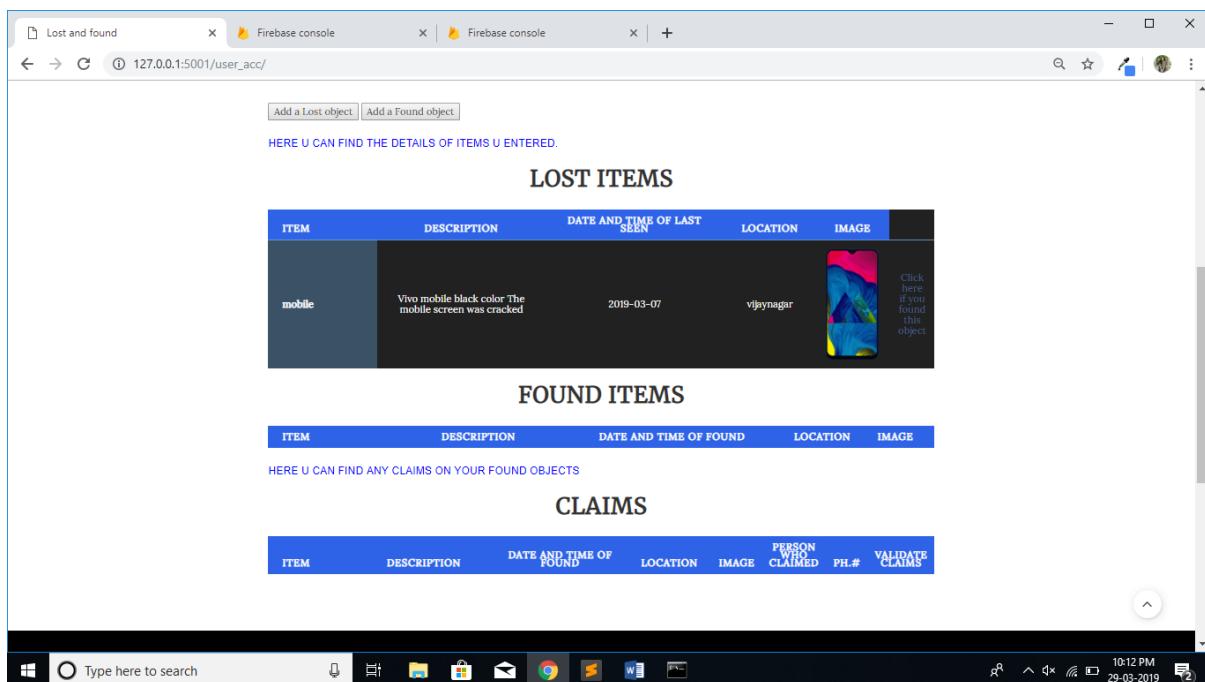 Lost and found
Firebase console
Firebase console
127.0.0.1:5001/user_acc/
Add a Lost object Add a Found object
HERE U CAN FIND THE DETAILS OF ITEMS U ENTERED.
LOST ITEMS
ITEM DESCRIPTION DATE AND TIME OF LAST SEEN LOCATION IMAGE
mobile
Vivo mobile black color The
mobile screen was cracked
2019-03-07
vijaynagar
Click
here
if you
found
this
object
FOUND ITEMS
ITEM DESCRIPTION DATE AND TIME OF FOUND LOCATION IMAGE
HERE U CAN FIND ANY CLAIMS ON YOUR FOUND OBJECTS
CLAIMS
ITEM DESCRIPTION DATE AND TIME OF FOUND LOCATION IMAGE PERSON WHO CLAIMED PH.# VALIDATE CLAIMS
Type here to search
10:12 PM
29-03-2019
2